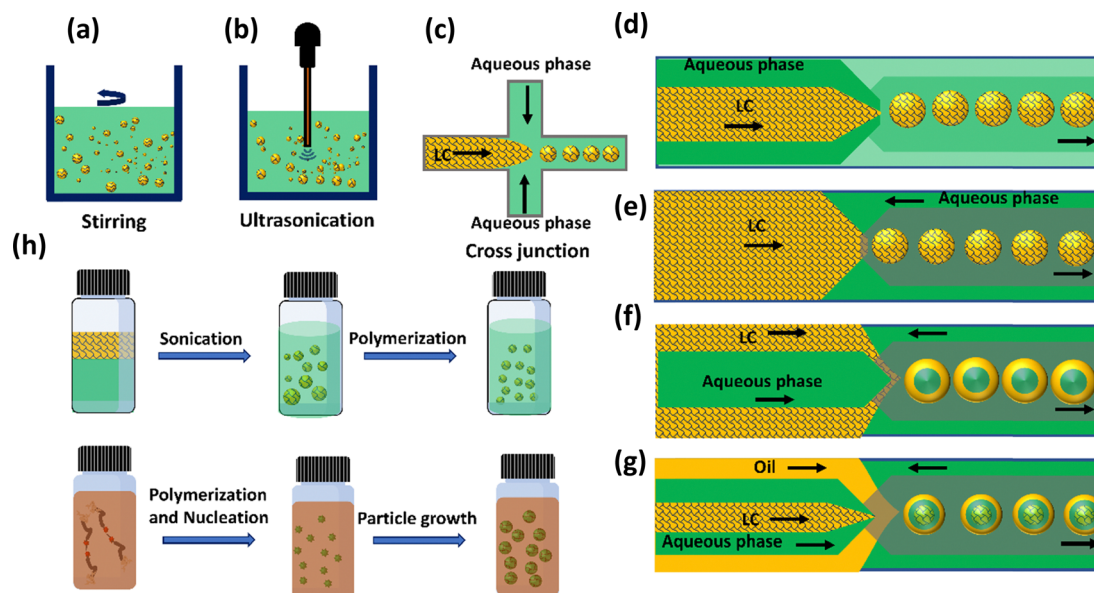 (a)
Stirring
(b)
Ultrasonication
(c)
Aqueous phase
LC
Aqueous phase
Cross junction
(d)
Aqueous phase
LC
(e)
Aqueous phase
LC
(f)
LC
Aqueous phase
(g)
Oil
LC
Aqueous phase
(h)
Sonication
Polymerization
Polymerization
and Nucleation
Particle growth